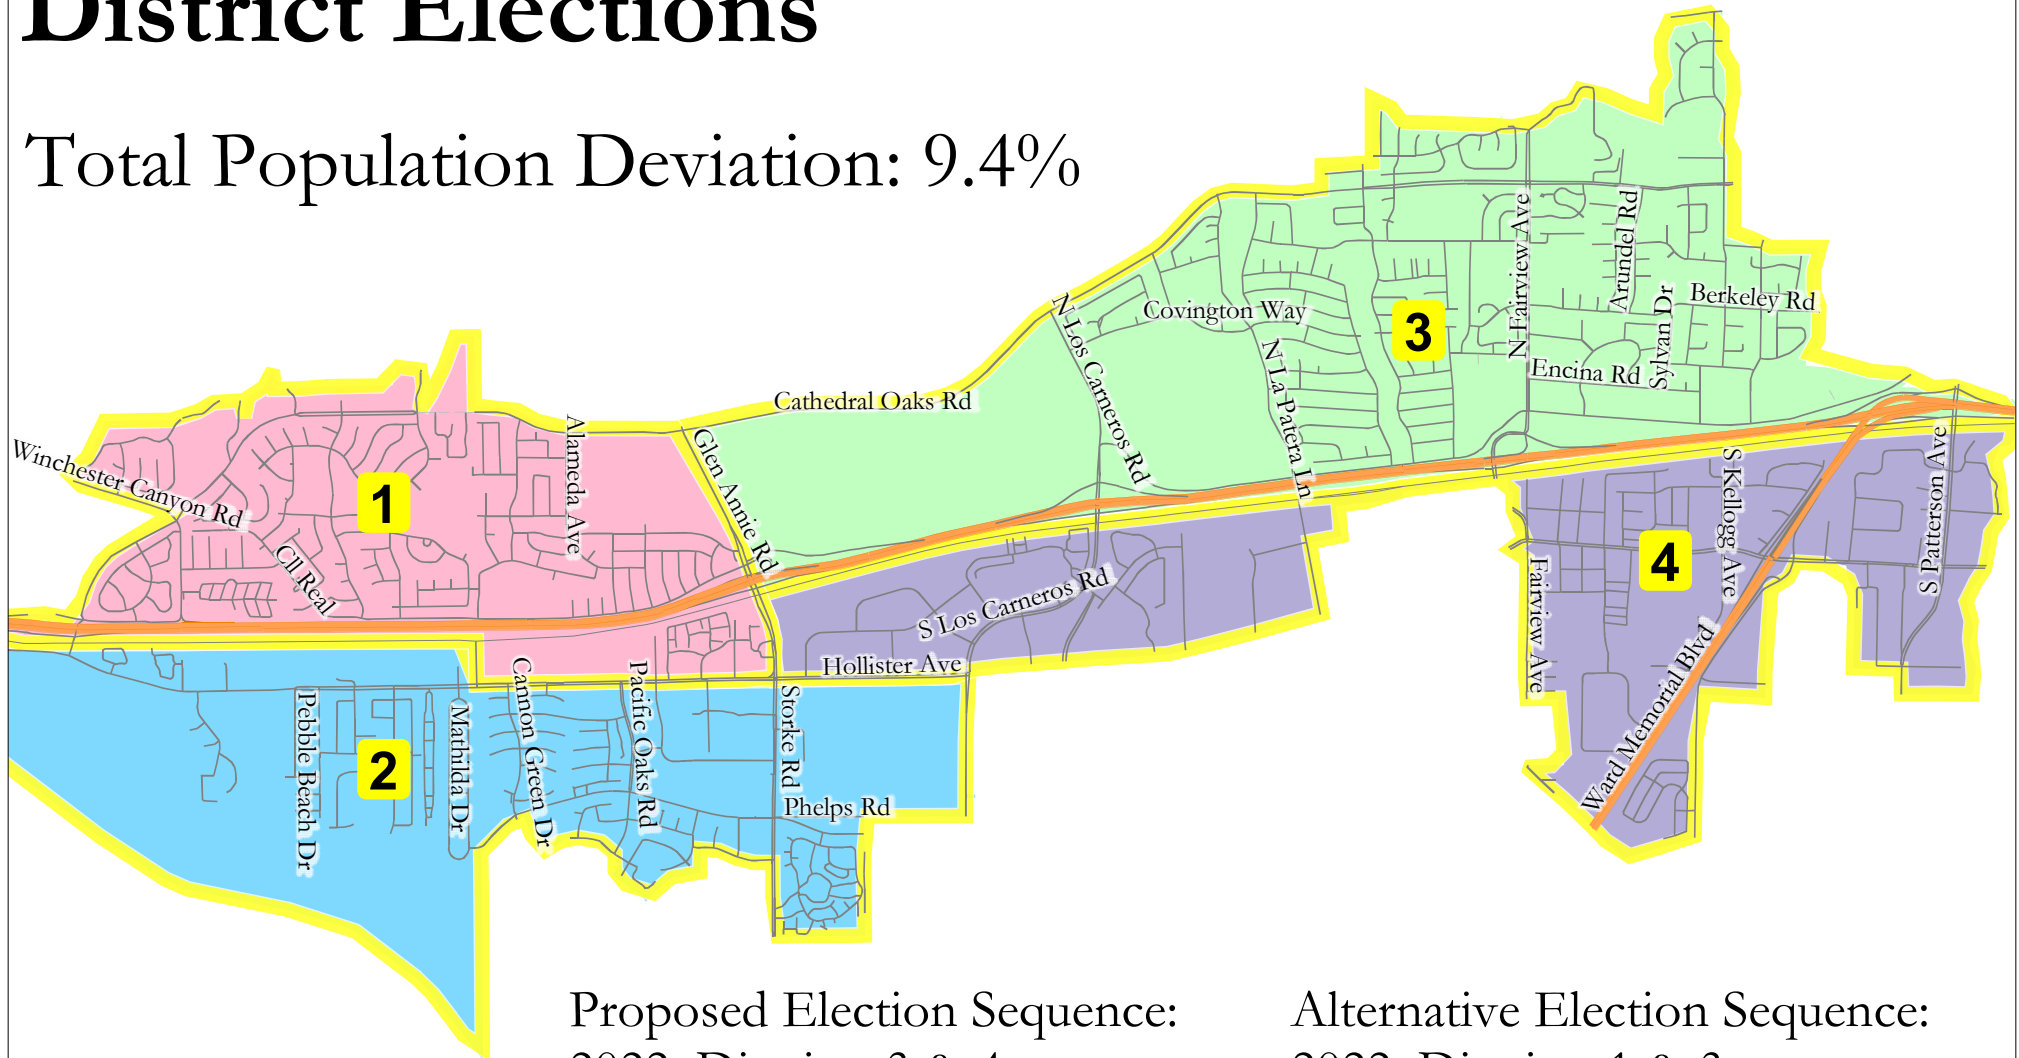 District Elections
Total Population Deviation: 9.4%
N Fairview Ave
Arundel Rd
Sylvan Dr
Berkeley Rd
N Los Carneros Rd
Covington Way
3
N La Patera Ln
Encina Rd
Cathedral Oaks Rd
Winchester Canyon Rd
1
Alameda Ave
Glen Annie Rd
Cll Real
S Kellogg Ave
S Patterson Ave
4
Fairview Ave
S Los Carneros Rd
Hollister Ave
Ward Memorial Blvd
Pebble Beach Dr
2
Mathilda Dr
Cannon Green Dr
Pacific Oaks Rd
Storke Rd
Phelps Rd
Proposed Election Sequence:
Alternative Election Sequence: